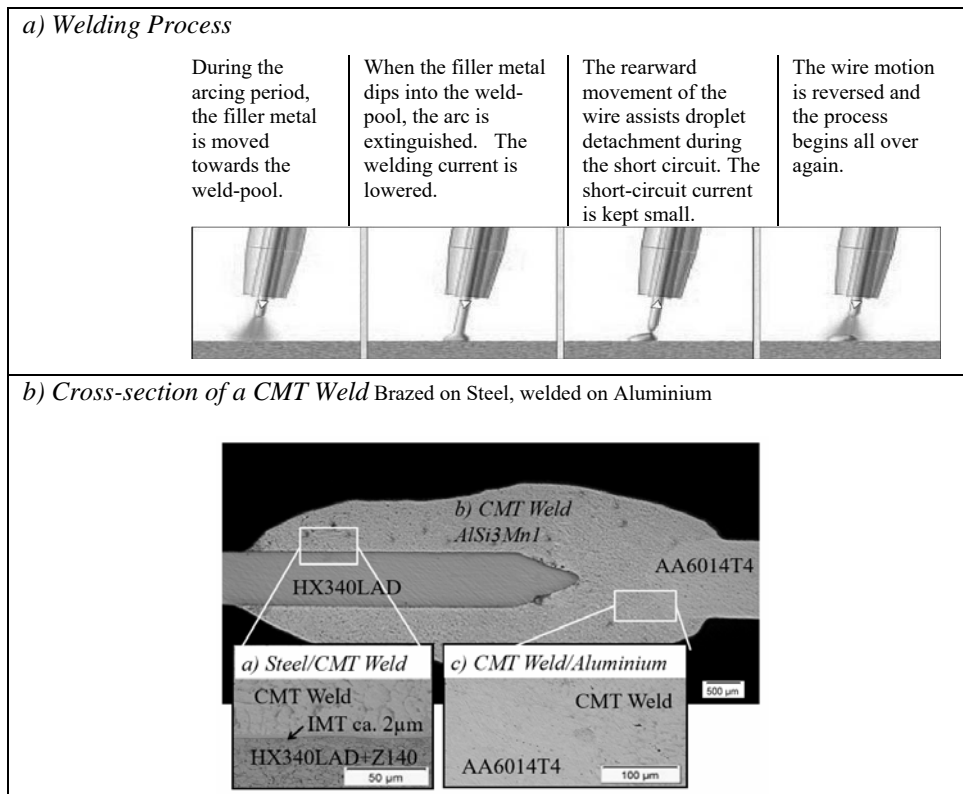 a) Welding Process
During the
arcing period,
the filler metal
is moved
towards the
weld-pool.
When the filler metal
dips into the weld-
pool, the arc is
extinguished. The
welding current is
lowered.
The rearward
movement of the
wire assists droplet
detachment during
the short circuit. The
short-circuit current
is kept small.
The wire motion
is reversed and
the process
begins all over
again.
b) Cross-section of a CMT Weld Brazed on Steel, welded on Aluminium
b) CMT Weld
AlSi3Mn1
AA6014T4
HX340LAD
a) Steel/CMT Weld
CMT Weld
IMT ca. 2µm
HX340LAD+Z140
50 µm
c) CMT Weld/Aluminium
CMT Weld
AA6014T4
100 µm
500 µm